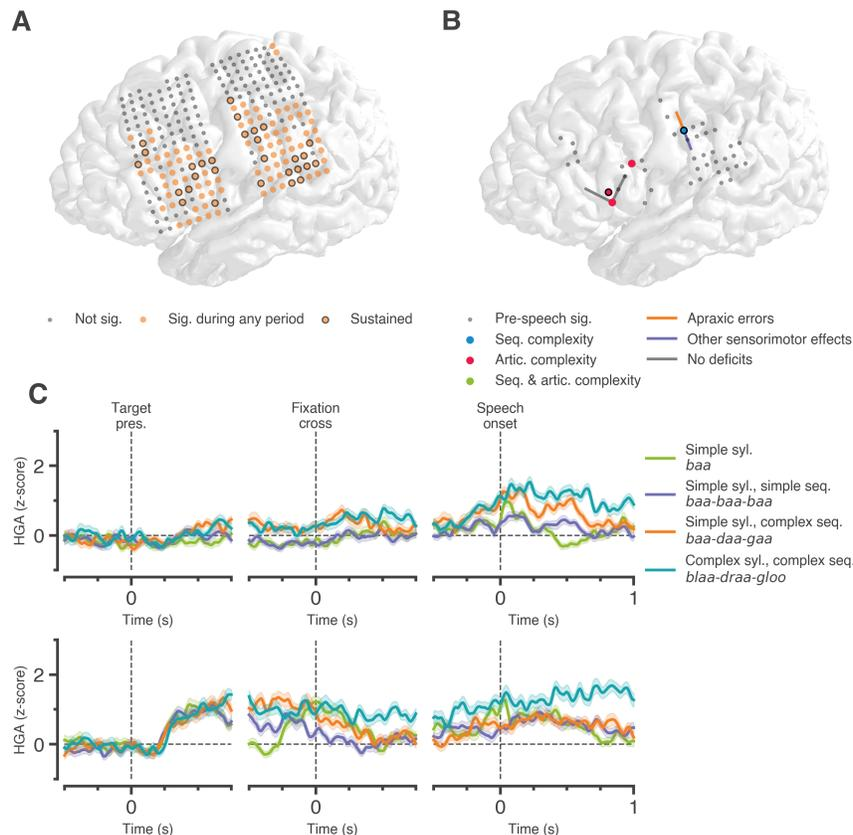 A
B
Not sig.
Sig. during any period
Sustained
Pre-speech sig.
Seq. complexity
Artic. complexity
Seq. & artic. complexity
Apraxic errors
Other sensorimotor effects
No deficits
C
Target
pres.
Fixation
cross
Speech
onset
HGA (z-score)
2
0
0
0
0
1
Time (s)
Time (s)
Time (s)
Simple syl.
baa
Simple syl., simple seq.
baa-baa-baa
Simple syl., complex seq.
baa-daa-gaa
Complex syl., complex seq.
blaa-draa-gloo
HGA (z-score)
2
0
0
0
0
1
Time (s)
Time (s)
Time (s)